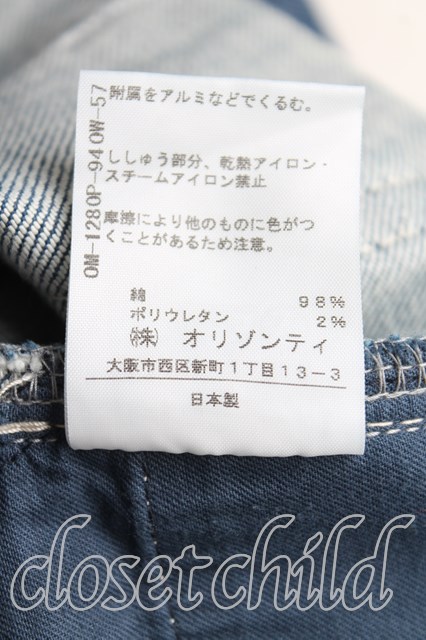 附属をアルミなどでくるむ。
ししゅう部分、乾熱アイロン・
スチームアイロン禁止
摩擦により他のものに色がつ
くことがあるため注意。
綿 98%
ポリウレタン 2%
㈱ オリゾンティ
大阪市西区新町1丁目13-3
日本製
OM-1280P-940W-57
closet child